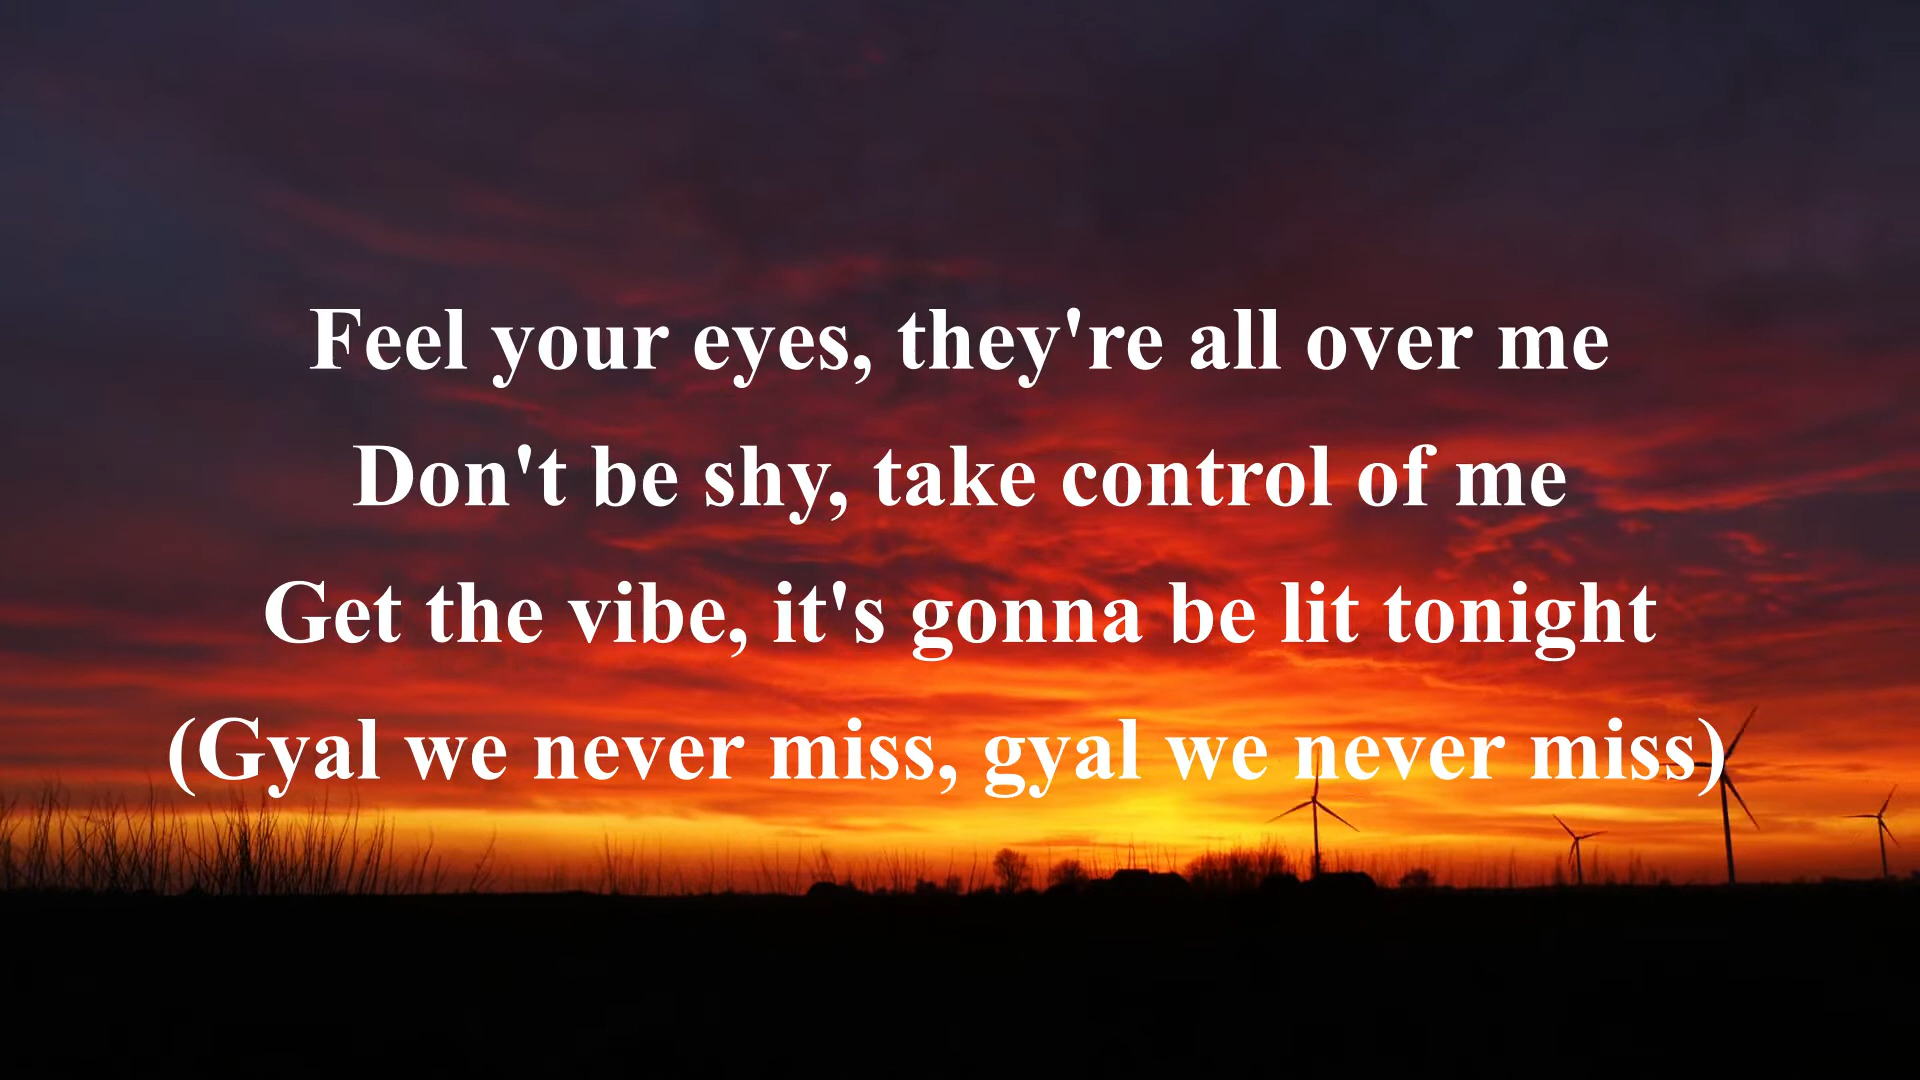 Feel your eyes, they're all over me
Don't be shy, take control of me
Get the vibe, it's gonna be lit tonight
(Gyal we never miss, gyal we never miss)